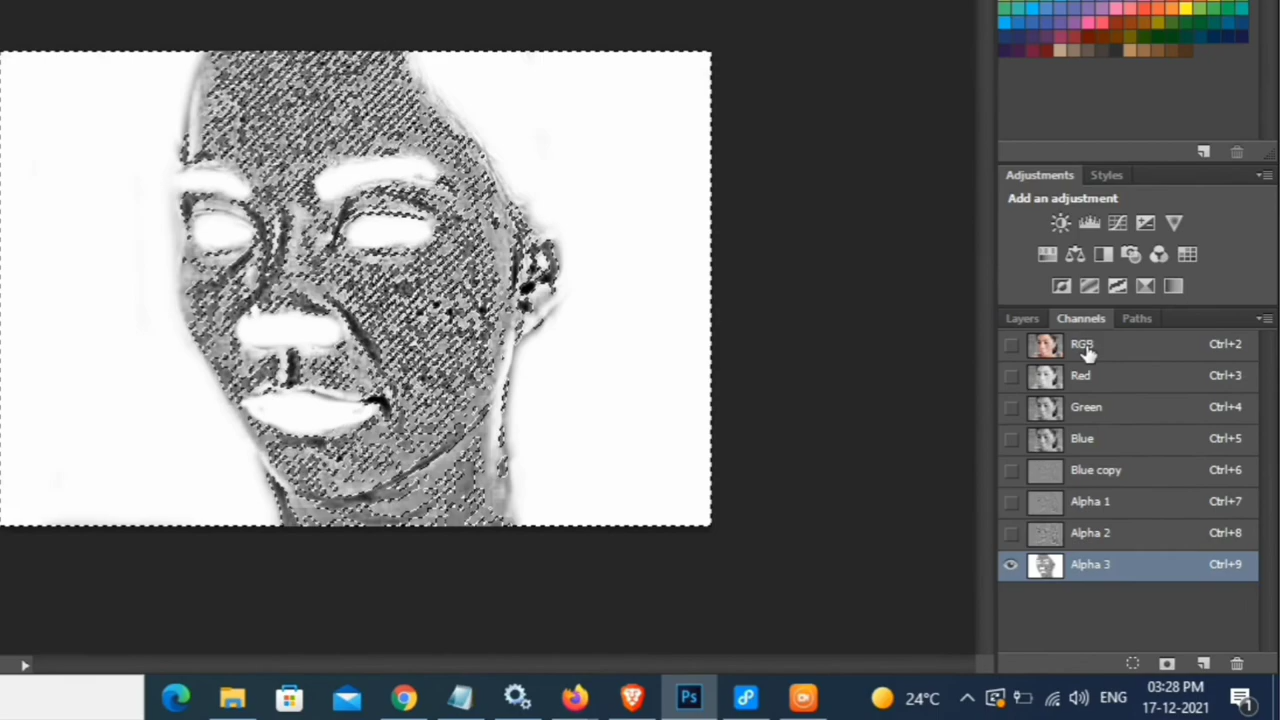 Adjustments Styles
Add an adjustment
Layers Channels Paths
RGB Ctrl+2
Red Ctrl+3
Green Ctrl+4
Blue Ctrl+5
Blue copy Ctrl+6
Alpha 1 Ctrl+7
Alpha 2 Ctrl+8
Alpha 3 Ctrl+9
Ps 24°C ENG 03:28 PM
17-12-2021 1